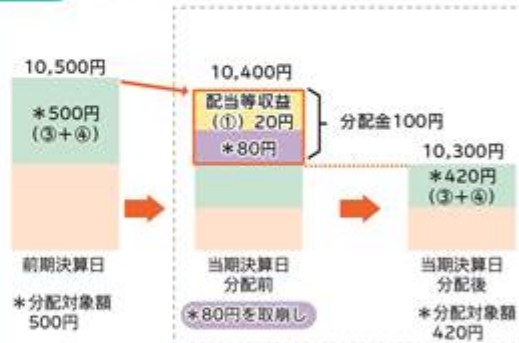 10,500円
*500円
(③+④)
前期決算日
*分配対象額
500円
10,400円
配当等収益
(①) 20円
*80円
分配金100円
当期決算日
分配前
*80円を取崩し
10,300円
*420円
(③+④)
当期決算日
分配後
*分配対象額
420円